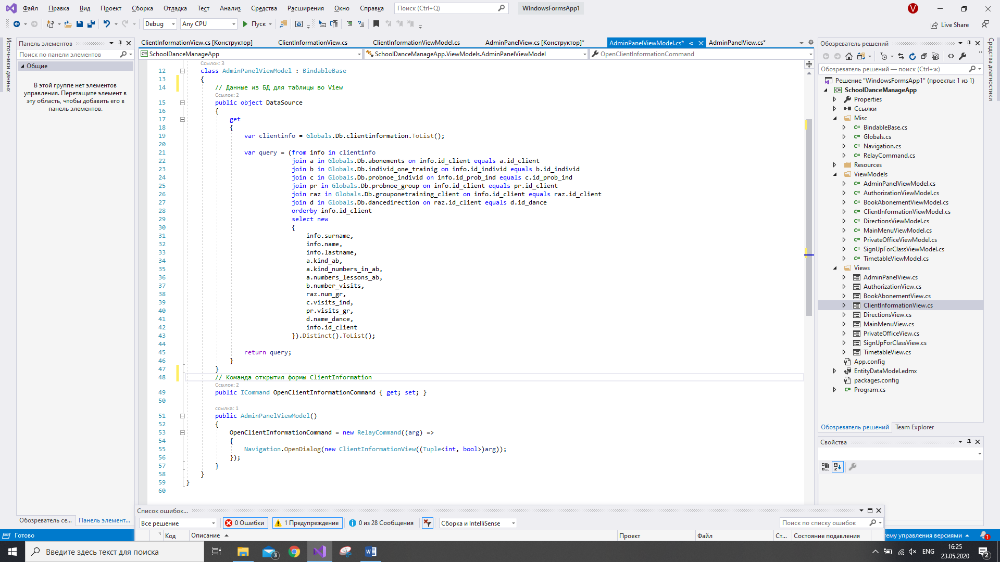 Файл Правка Вид Проект Сборка Отладка Тест Анализ Средства Расширения Окно Справка Поиск (Ctrl+Q) WindowsFormsApp1 V
Debug Any CPU Пуск Live Share
Источники данных
Панель элементов
Поиск по панели элементов
Общие
В этой группе нет элементов
управления. Перетащите элемент в
эту область, чтобы добавить его в
панель элементов.
Обозреватель се... Панель элемент...
ClientInformationView.cs [Конструктор] ClientInformationView.cs ClientInformationViewModel.cs AdminPanelView.cs [Конструктор]* AdminPanelViewModel.cs* AdminPanelView.cs*
SchoolDanceManageApp SchoolDanceManageApp.ViewModels.AdminPanelViewModel OpenClientInformationCommand
Ссылок: 3
12 class AdminPanelViewModel : BindableBase
13 {
14 // Данные из БД для таблицы во View
Ссылок: 2
15 public object DataSource
16 {
17 get
18 {
19 var clientinfo = Globals.Db.clientinformation.ToList();
20
21 var query = (from info in clientinfo
22 join a in Globals.Db.abonements on info.id_client equals a.id_client
23 join b in Globals.Db.individ_one_trainig on info.id_individ equals b.id_individ
24 join c in Globals.Db.probnoe_individ on info.id_prob_ind equals c.id_prob_ind
25 join pr in Globals.Db.probnoe_group on info.id_client equals pr.id_client
26 join raz in Globals.Db.grouponetraining_client on info.id_client equals raz.id_client
27 join d in Globals.Db.dancedirection on raz.id_client equals d.id_dance
28 orderby info.id_client
29 select new
30 {
31 info.surname,
32 info.name,
33 info.lastname,
34 a.kind_ab,
35 a.kind_numbers_in_ab,
36 a.numbers_lessons_ab,
37 b.number_visits,
38 raz.num_gr,
39 c.visits_ind,
40 pr.visits_gr,
41 d.name_dance,
42 info.id_client
43 }).Distinct().ToList();
44
45 return query;
46 }
47 }
48 // Команда открытия формы ClientInformation
Ссылок: 2
49 public ICommand OpenClientInformationCommand { get; set; }
50
ссылка: 1
51 public AdminPanelViewModel()
52 {
53 OpenClientInformationCommand = new RelayCommand((arg) =>
54 {
55 Navigation.OpenDialog(new ClientInformationView((Tuple<int, bool>)arg));
56 });
57 }
58 }
59 }
60
Обозреватель решений
Обозреватель решений — поиск (Ctrl+ж)
Решение "WindowsFormsApp1" (проекты: 1 из 1)
SchoolDanceManageApp
Properties
Ссылки
Misc
BindableBase.cs
Globals.cs
Navigation.cs
RelayCommand.cs
Resources
ViewModels
AdminPanelViewModel.cs
AuthorizationViewModel.cs
BookAbonementViewModel.cs
ClientInformationViewModel.cs
DirectionsViewModel.cs
MainMenuViewModel.cs
PrivateOfficeViewModel.cs
SignUpForClassViewModel.cs
TimetableViewModel.cs
Views
AdminPanelView.cs
AuthorizationView.cs
BookAbonementView.cs
ClientInformationView.cs
DirectionsView.cs
MainMenuView.cs
PrivateOfficeView.cs
SignUpForClassView.cs
TimetableView.cs
App.config
EntityDataModel.edmx
packages.config
Program.cs
Обозреватель решений Team Explorer
Свойства
Средства диагностики
Список ошибок...
Все решение 0 Ошибки 1 Предупреждение 0 из 28 Сообщения Сборка и IntelliSense Поиск по списку ошибок
Код Описание Проект Файл Ст... Состояние подавления
Готово
тему управления версиями 1
Введите здесь текст для поиска 3 ENG 16:25
23.05.2020 2